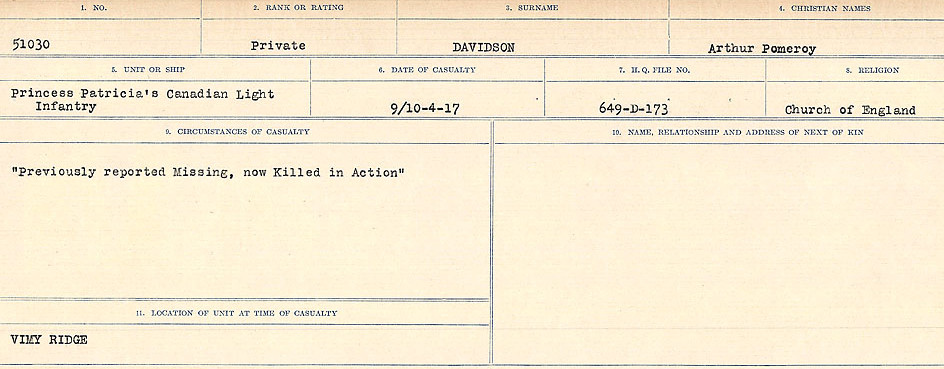 1. NO.
2. RANK OR RATING
3. SURNAME
4. CHRISTIAN NAMES
51030
Private
DAVIDSON
Arthur Pomeroy
5. UNIT OR SHIP
6. DATE OF CASUALTY
7. H.Q. FILE NO.
8. RELIGION
Princess Patricia's Canadian Light
Infantry
9/10-4-17
649-D-173
Church of England
9. CIRCUMSTANCES OF CASUALTY
10. NAME, RELATIONSHIP AND ADDRESS OF NEXT OF KIN
"Previously reported Missing, now Killed in Action"
11. LOCATION OF UNIT AT TIME OF CASUALTY
VIMY RIDGE